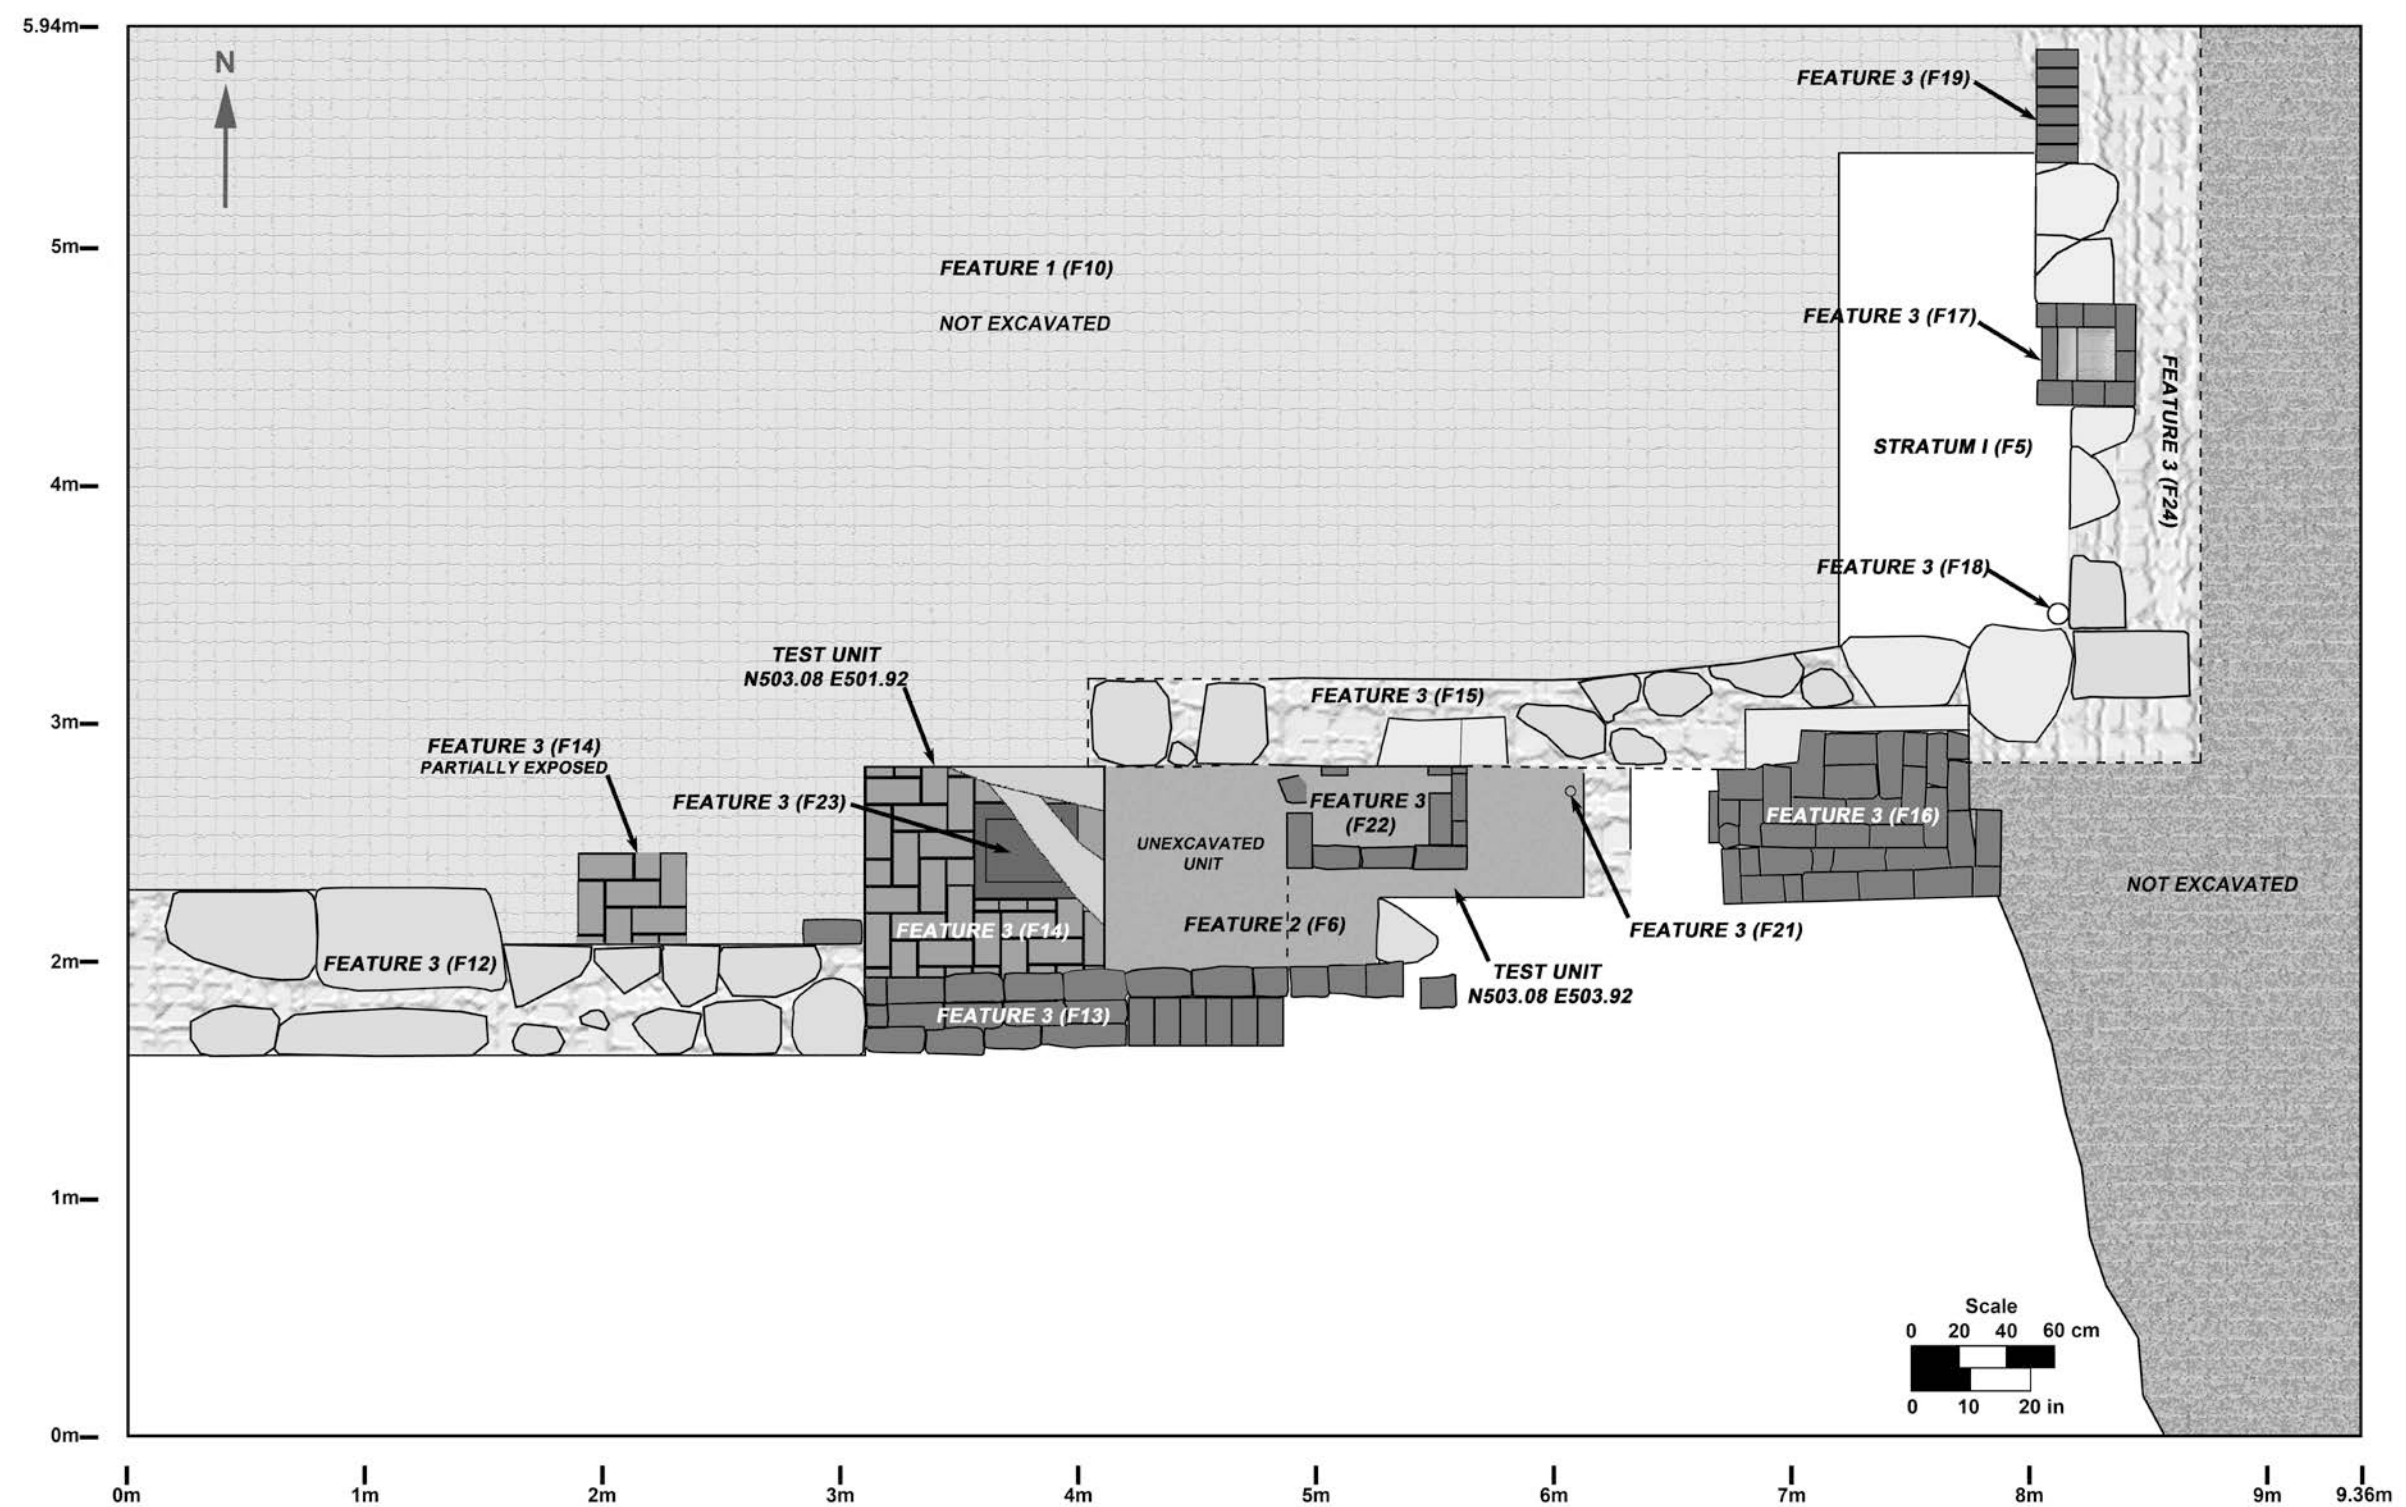 5.94m
N
FEATURE 3 (F19)
5m
FEATURE 1 (F10)
NOT EXCAVATED
FEATURE 3 (F17)
FEATURE 3 (F24)
STRATUM I (F5)
4m
FEATURE 3 (F18)
TEST UNIT
N503.08 E501.92
FEATURE 3 (F15)
3m
FEATURE 3 (F14)
PARTIALLY EXPOSED
FEATURE 3 (F23)
FEATURE 3
(F22)
FEATURE 3 (F16)
UNEXCAVATED
UNIT
NOT EXCAVATED
FEATURE 3 (F14)
FEATURE 2 (F6)
FEATURE 3 (F21)
2m
FEATURE 3 (F12)
TEST UNIT
N503.08 E503.92
FEATURE 3 (F13)
1m
Scale
0 20 40 60 cm
0 10 20 in
0m
0m 1m 2m 3m 4m 5m 6m 7m 8m 9m 9.36m